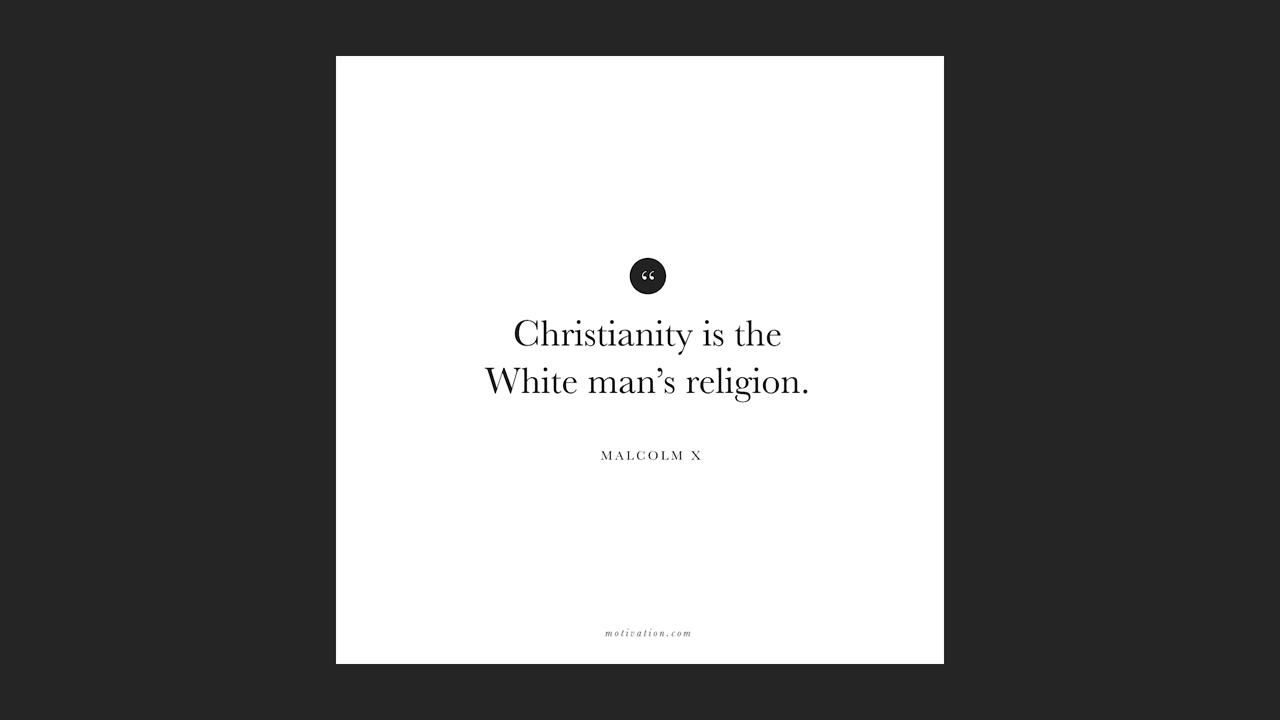 “
Christianity is the
White man’s religion.
MALCOLM X
motivation.com